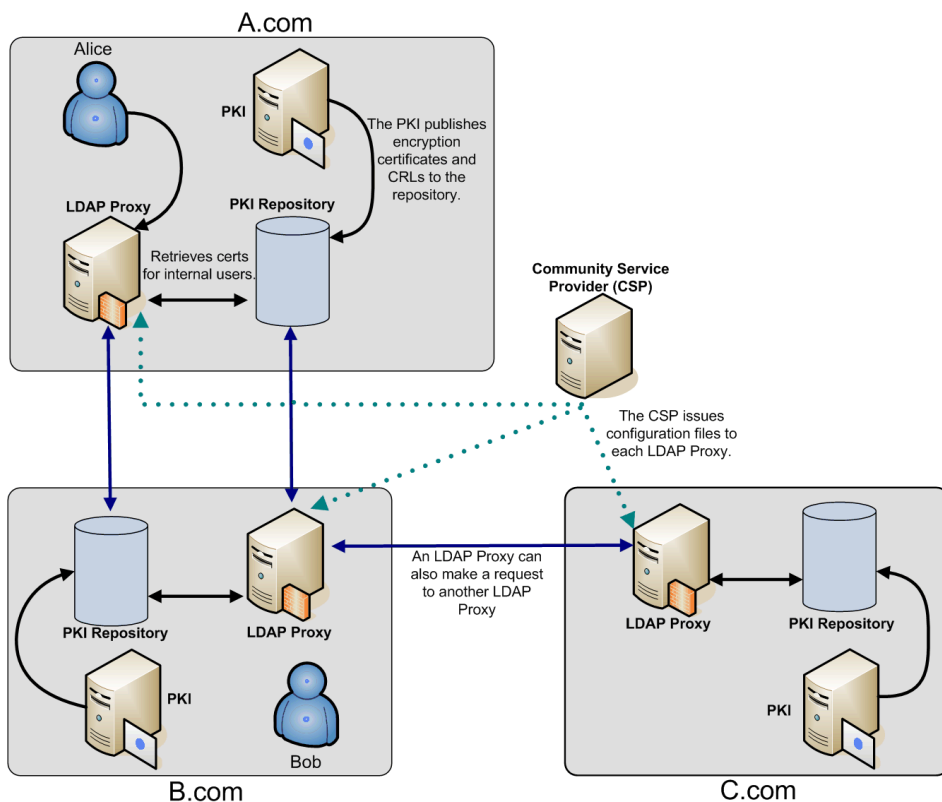 A.com
Alice
PKI
The PKI publishes
encryption
certificates and
CRLs to the
repository.
LDAP Proxy
PKI Repository
Retrieves certs
for internal users.
Community Service
Provider (CSP)
The CSP issues
configuration files to
each LDAP Proxy.
An LDAP Proxy can
also make a request
to another LDAP
Proxy
PKI Repository
LDAP Proxy
PKI
Bob
B.com
LDAP Proxy
PKI Repository
PKI
C.com